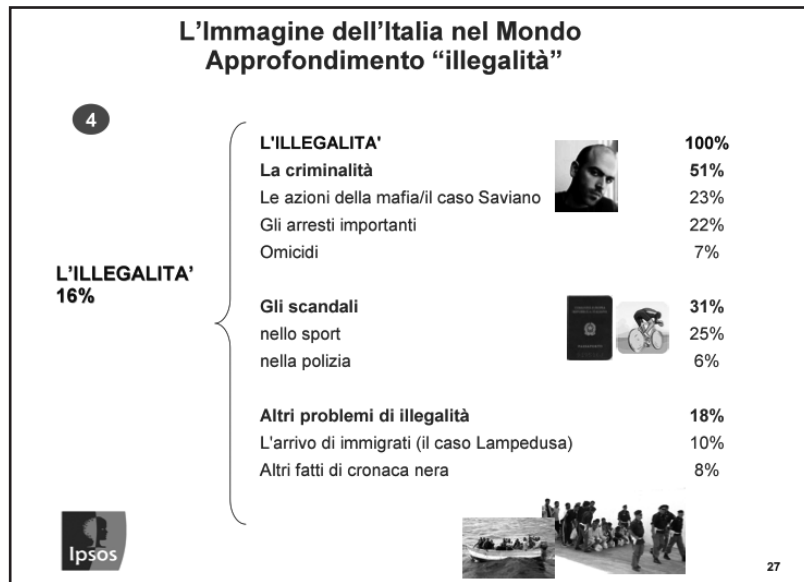 L'Immagine dell'Italia nel Mondo
Approfondimento “illegalità”
4
L'ILLEGALITA' 100%
La criminalità 51%
Le azioni della mafia/il caso Saviano 23%
Gli arresti importanti 22%
Omicidi 7%
L'ILLEGALITA'
16%
Gli scandali 31%
nello sport 25%
nella polizia 6%
Altri problemi di illegalità 18%
L'arrivo di immigrati (il caso Lampedusa) 10%
Altri fatti di cronaca nera 8%
Ipsos
27